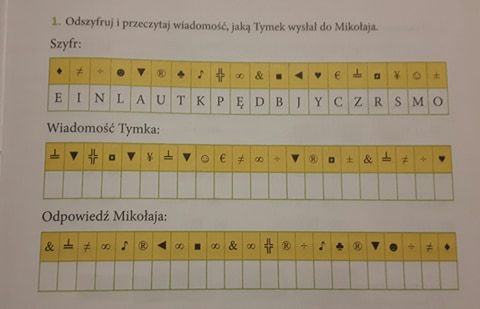 1. Odszyfruj i przeczytaj wiadomość, jaką Tymek wysłał do Mikołaja.
Szyfr:
♦ ≠ ÷ ☻ ▼ ® ♣ ♪ ╬ ∞ & ■ ◄ ♥ € ╧ ◘ ¥ ☺ ±
E I N L A U T K P Ę D B J Y C Z R S M O
Wiadomość Tymka:
╧ ▼ ╬ ◘ ▼ ¥ ╧ ▼ ☺ € ≠ ∞ ÷ ▼ ® ◘ ± & ╧ ≠ ÷ ♥
Odpowiedź Mikołaja:
& ╧ ≠ ∞ ♪ ® ◄ ∞ ■ ∞ & ∞ ╬ ® ÷ ♪ ♣ ® ▼ ☻ ÷ ≠ ♦